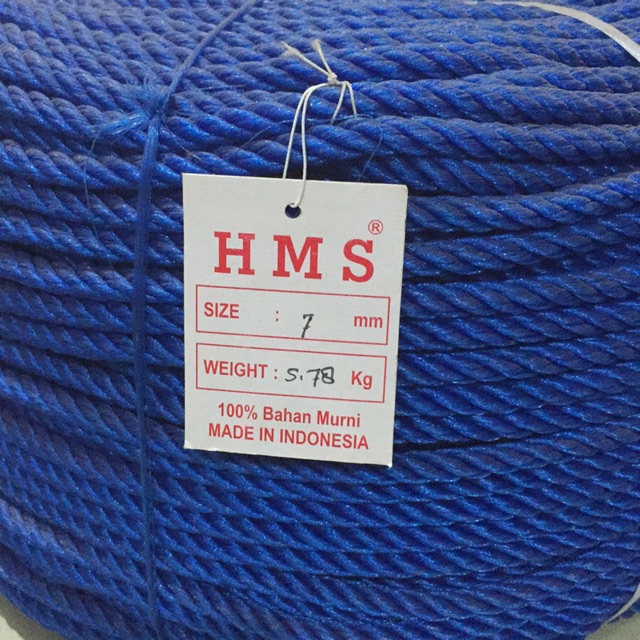 HMS®
SIZE : 7 mm
WEIGHT : 5.78 Kg
100% Bahan Murni
MADE IN INDONESIA